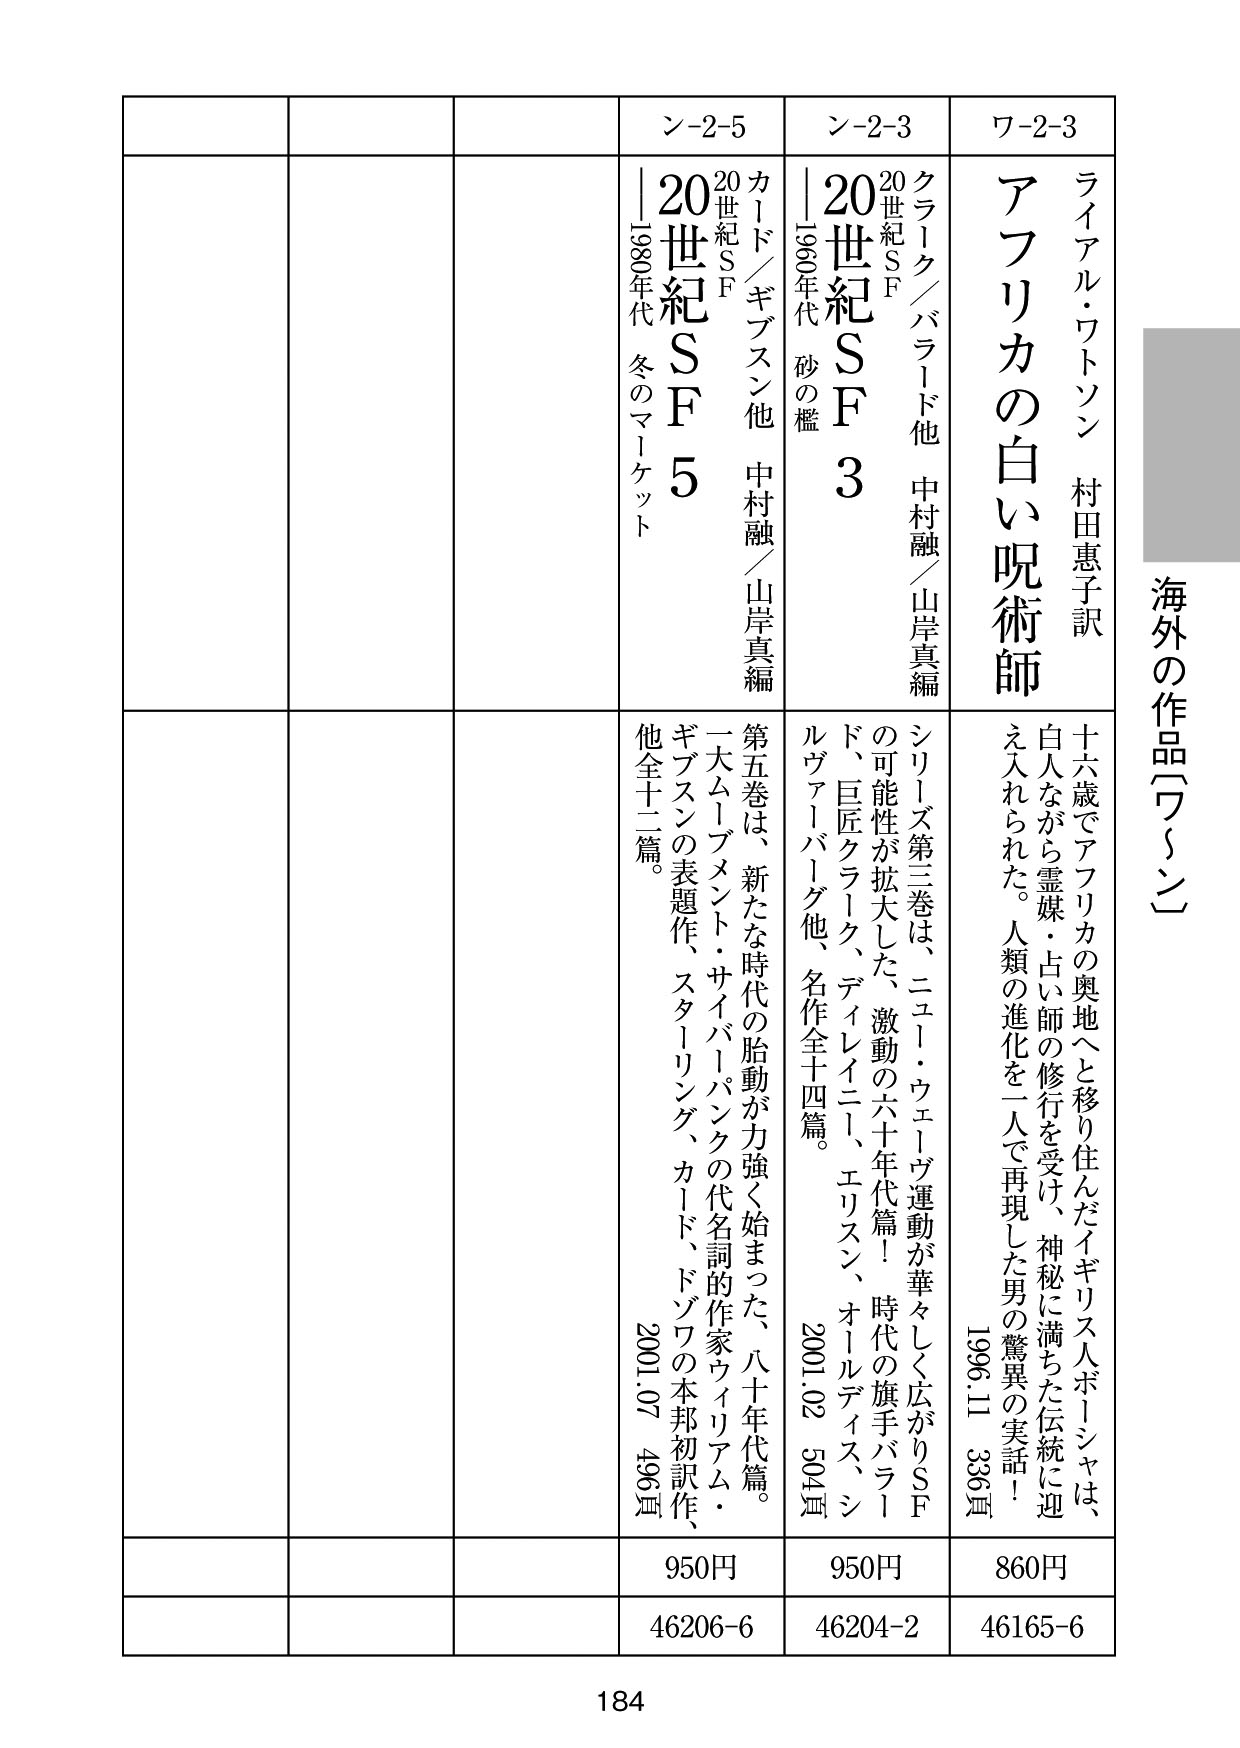 海外の作品〔ワ～ン〕
ワ-2-3
ライアル・ワトソン　村田惠子訳
アフリカの白い呪術師
十六歳でアフリカの奥地へと移り住んだイギリス人ボーシャは、
白人ながら霊媒・占い師の修行を受け、神秘に満ちた伝統に迎
え入れられた。人類の進化を一人で再現した男の驚異の実話！
1996.11　336頁
860円
46165-6
ン-2-3
クラーク／バラード他　中村融／山岸真編
20世紀ＳＦ
20世紀ＳＦ　3
――1960年代　砂の檻
シリーズ第三巻は、ニュー・ウェーヴ運動が華々しく広がりＳＦ
の可能性が拡大した、激動の六十年代篇！　時代の旗手バラー
ド、巨匠クラーク、ディレイニー、エリスン、オールディス、シ
ルヴァーバーグ他、名作全十四篇。
2001.02　504頁
950円
46204-2
ン-2-5
カード／ギブスン他　中村融／山岸真編
20世紀ＳＦ
20世紀ＳＦ　5
――1980年代　冬のマーケット
第五巻は、新たな時代の胎動が力強く始まった、八十年代篇。
一大ムーブメント・サイバーパンクの代名詞的作家ウィリアム・
ギブスンの表題作、スターリング、カード、ドゾワの本邦初訳作、
他全十二篇。
2001.07　496頁
950円
46206-6
184